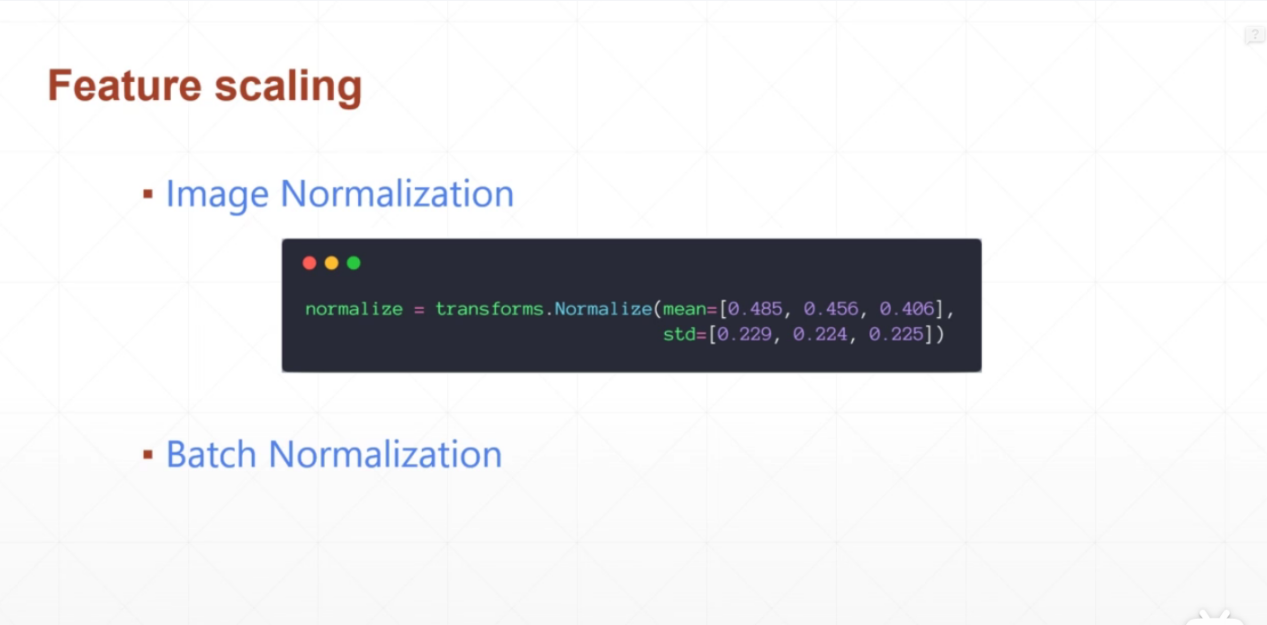 Feature scaling
▪ Image Normalization
normalize = transforms.Normalize(mean=[0.485, 0.456, 0.406],
std=[0.229, 0.224, 0.225])
▪ Batch Normalization
?